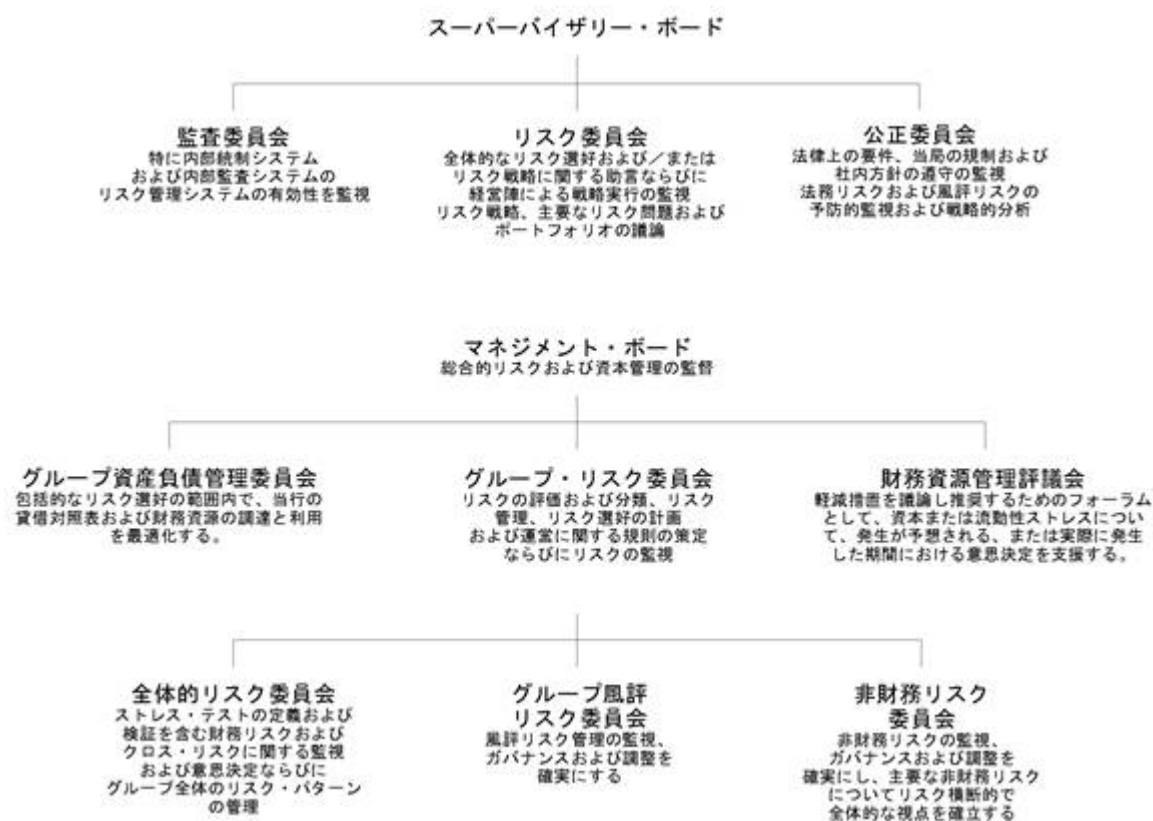 スーパーバイザリー・ボード
監査委員会
特に内部統制システム
および内部監査システムの
リスク管理システムの有効性を監視
リスク委員会
全体的なリスク選好および／または
リスク戦略に関する助言ならびに
経営陣による戦略実行の監視
リスク戦略、主要なリスク問題および
ポートフォリオの議論
公正委員会
法律上の要件、当局の規制および
社内方針の遵守の監視
法務リスクおよび風評リスクの
予防的監視および戦略的分析
マネジメント・ボード
総合的リスクおよび資本管理の監督
グループ資産負債管理委員会
包括的なリスク選好の範囲内で、当行の
貸借対照表および財務資源の調達と利用
を最適化する。
グループ・リスク委員会
リスクの評価および分類、リスク
管理、リスク選好の計画
および運営に関する規則の策定
ならびにリスクの監視
財務資源管理評議会
軽減措置を議論し推奨するためのフォーラム
として、資本または流動性ストレスについ
て、発生が予想される、または実際に発生
した期間における意思決定を支援する。
全体的リスク委員会
ストレス・テストの定義および
検証を含む財務リスクおよび
クロス・リスクに関する監視
および意思決定ならびに
グループ全体のリスク・パターン
の管理
グループ風評
リスク委員会
風評リスク管理の監視、
ガバナンスおよび調整を
確実にする
非財務リスク
委員会
非財務リスクの監視、
ガバナンスおよび調整を
確実にし、主要な非財務リスク
についてリスク横断的で
全体的な視点を確立する